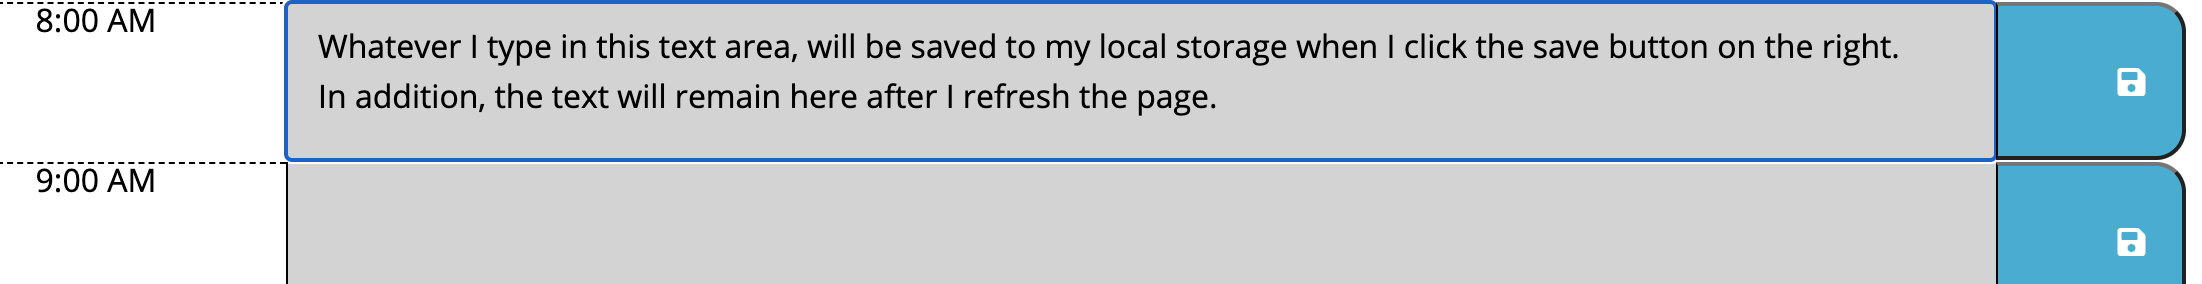 8:00 AM
Whatever I type in this text area, will be saved to my local storage when I click the save button on the right.
In addition, the text will remain here after I refresh the page.
9:00 AM